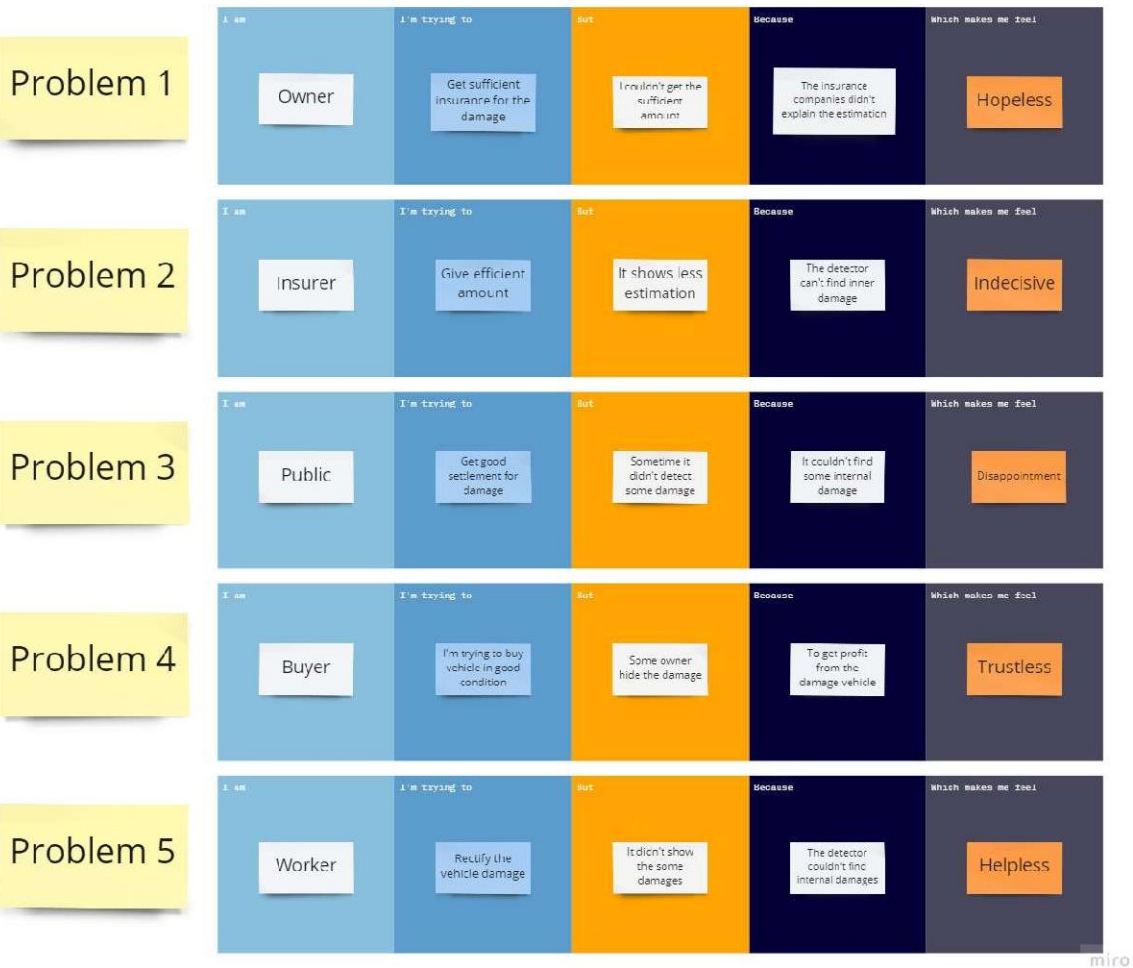 I am
I'm trying to
But
Because
Which makes me feel
Problem 1
Owner
Get sufficient
insurance for the
damage
I couldn't get the
sufficient
amount
The insurance
companies didn't
explain the estimation
Hopeless
I am
I'm trying to
But
Because
Which makes me feel
Problem 2
Insurer
Give efficient
amount
It shows less
estimation
The detector
can't find inner
damage
Indecisive
I am
I'm trying to
But
Because
Which makes me feel
Problem 3
Public
Get good
settlement for
damage
Sometime it
didn't detect
some damage
It couldn't find
some internal
damage
Disappointment
I am
I'm trying to
But
Because
Which makes me feel
Problem 4
Buyer
I'm trying to buy
vehicle in good
condition
Some owner
hide the damage
To get profit
from the
damage vehicle
Trustless
I am
I'm trying to
But
Because
Which makes me feel
Problem 5
Worker
Rectify the
vehicle damage
It didn't show
the some
damages
The detector
couldn't find
internal damages
Helpless
miro